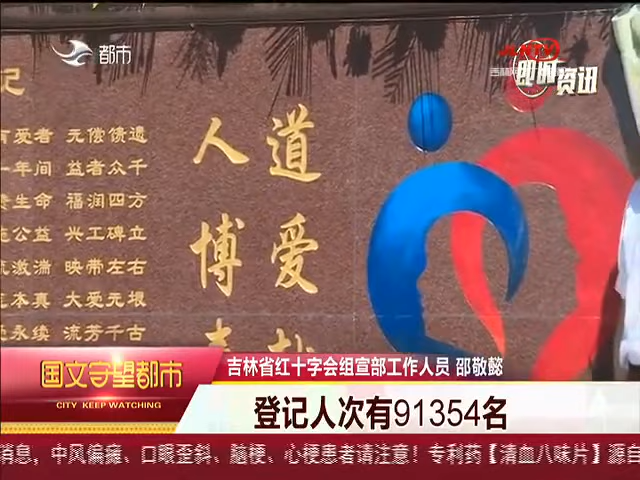 都市
JLNTV
即时资讯
记
有爱者 无偿馈遗
一年间 益者众千
生命 福润四方
公益 兴工碑立
激湍 映带左右
本真 大爱无垠
永续 流芳千古
人道
博爱
国文守望都市
CITY KEEP WATCHING
吉林省红十字会组宣部工作人员 邵敬懿
登记人次有91354名
消息，中风偏瘫、口眼歪斜、脑梗、心梗患者请注意！专利药【清血八味片】源自